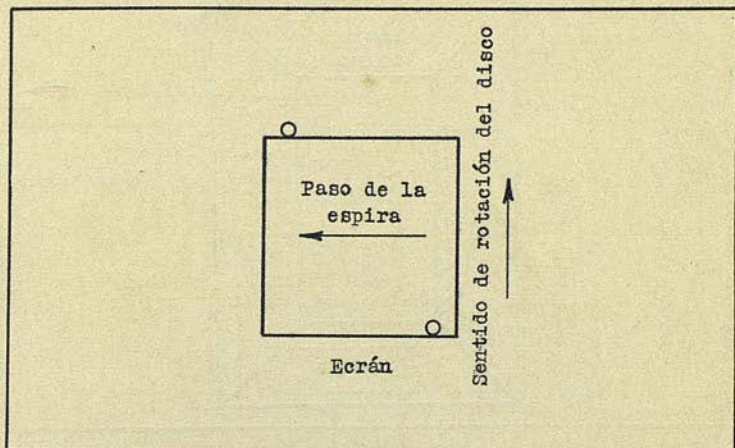 Paso de la
espira
Sentido de rotación del disco
Ecrán